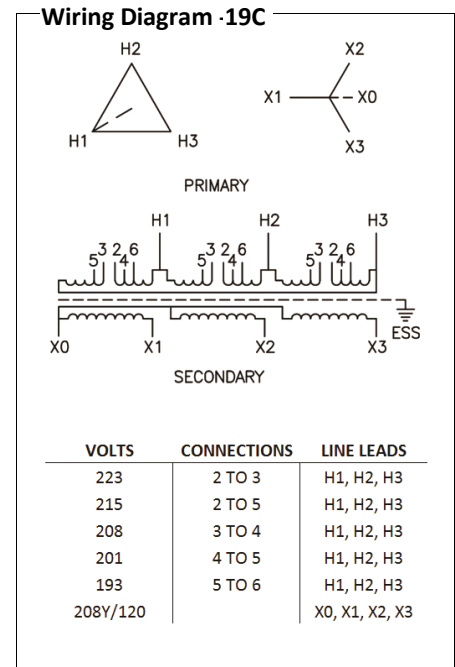 Wiring Diagram -19C
H2
X2
X1
X0
H1
H3
X3
PRIMARY
H1 H2 H3
5 3 2 4 6 5 3 2 4 6 5 3 2 4 6
ESS
X0 X1 X2 X3
SECONDARY
VOLTS CONNECTIONS LINE LEADS
223 2 TO 3 H1, H2, H3
215 2 TO 5 H1, H2, H3
208 3 TO 4 H1, H2, H3
201 4 TO 5 H1, H2, H3
193 5 TO 6 H1, H2, H3
208Y/120 X0, X1, X2, X3